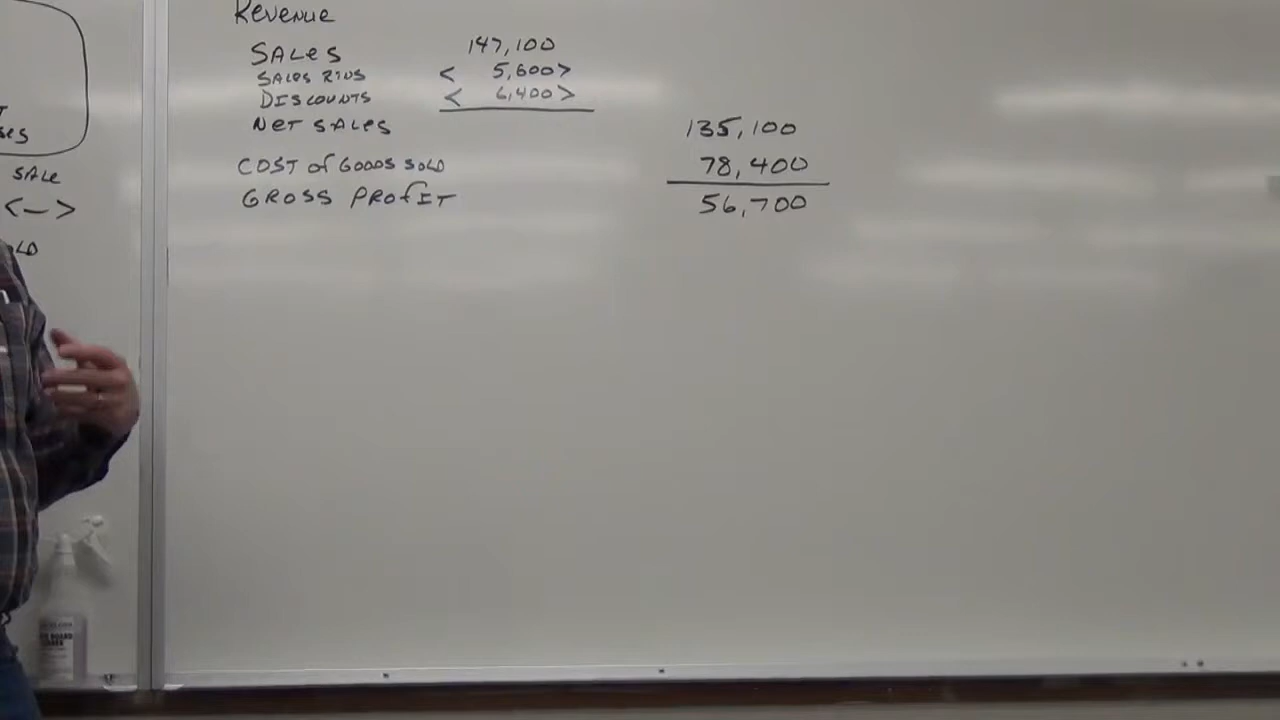 Revenue
SALES 147,100
SALES RTNS < 5,600>
DISCOUNTS < 6,400>
NET SALES 135,100
COST of GOODS SOLD 78,400
GROSS PROFIT 56,700
SALE
<—>